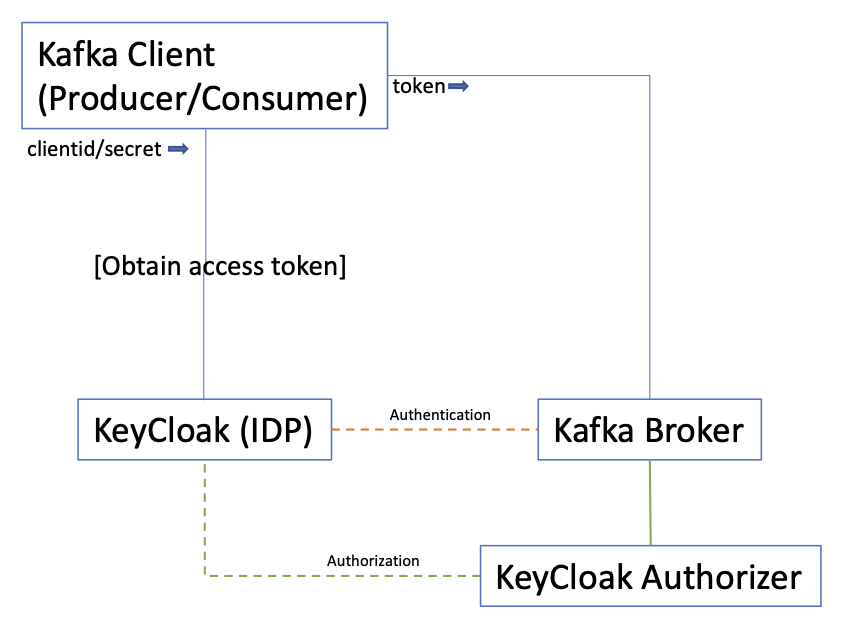 Kafka Client
(Producer/Consumer)
token
clientid/secret
[Obtain access token]
Authentication
KeyCloak (IDP)
Kafka Broker
Authorization
KeyCloak Authorizer